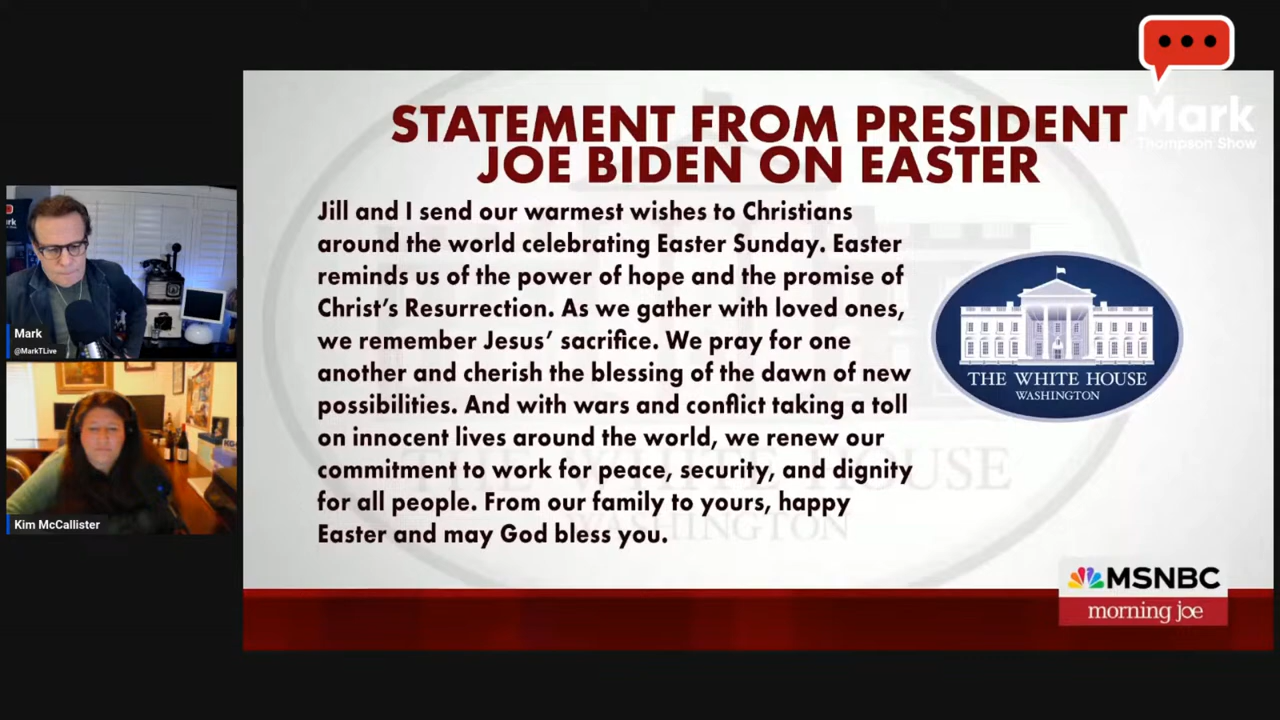 Mark
Thompson Show
STATEMENT FROM PRESIDENT
JOE BIDEN ON EASTER
Jill and I send our warmest wishes to Christians
around the world celebrating Easter Sunday. Easter
reminds us of the power of hope and the promise of
Christ's Resurrection. As we gather with loved ones,
we remember Jesus' sacrifice. We pray for one
another and cherish the blessing of the dawn of new
possibilities. And with wars and conflict taking a toll
on innocent lives around the world, we renew our
commitment to work for peace, security, and dignity
for all people. From our family to yours, happy
Easter and may God bless you.
THE WHITE HOUSE
WASHINGTON
THE WHITE HOUSE
WASHINGTON
Mark
@MarkTLive
Kim McCallister
MSNBC
morning joe